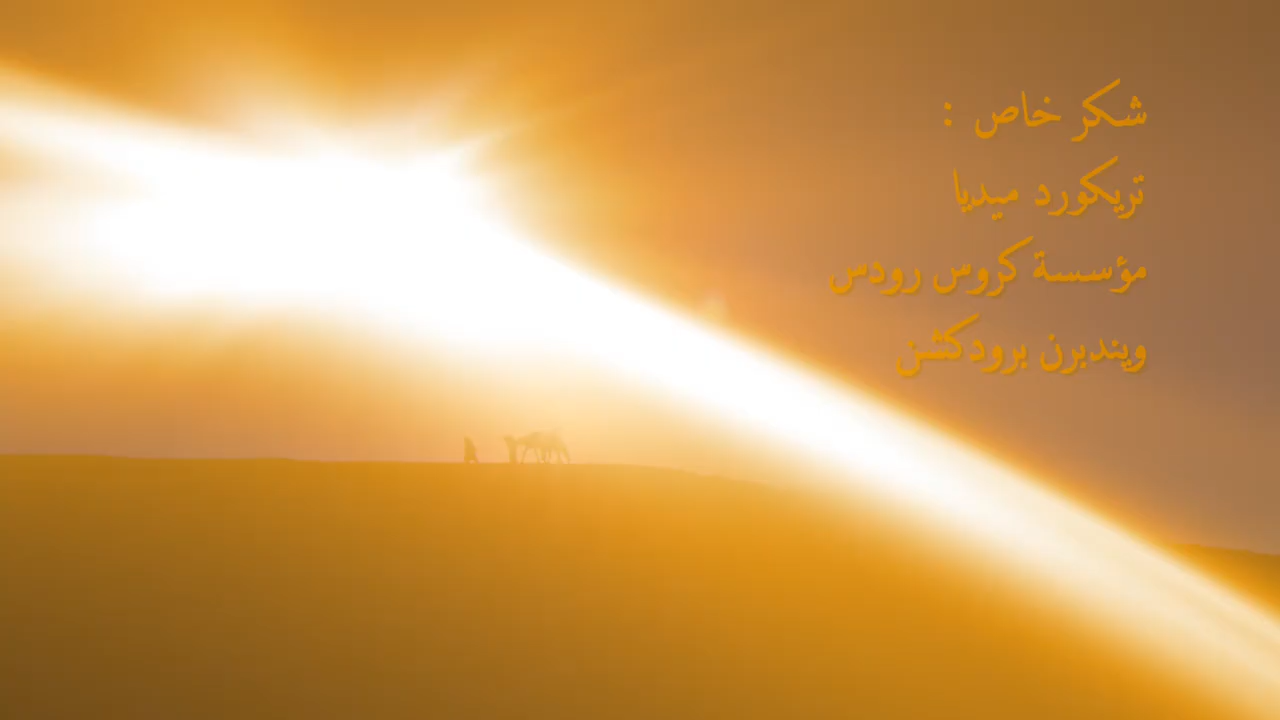 شكر خاص :
تريكورد ميديا
مؤسسة كروس رودس
ويندبرن برودكشن